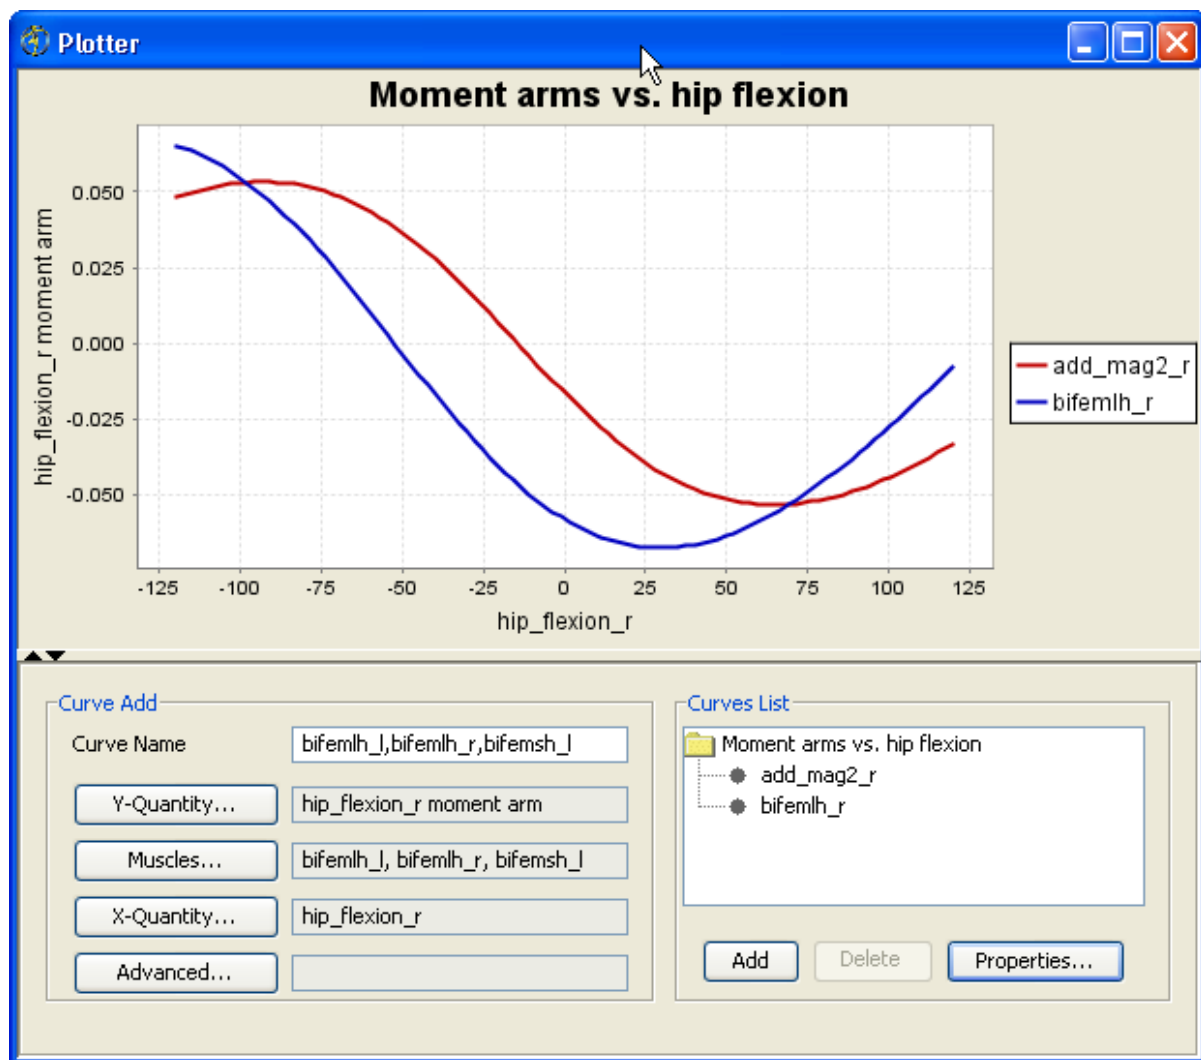 Plotter
Moment arms vs. hip flexion
hip_flexion_r moment arm
0.050
0.025
0.000
-0.025
-0.050
-125 -100 -75 -50 -25 0 25 50 75 100 125
hip_flexion_r
add_mag2_r
bifemlh_r
Curve Add
Curve Name bifemlh_l,bifemlh_r,bifemsh_l
Y-Quantity... hip_flexion_r moment arm
Muscles... bifemlh_l, bifemlh_r, bifemsh_l
X-Quantity... hip_flexion_r
Advanced...
Curves List
Moment arms vs. hip flexion
add_mag2_r
bifemlh_r
Add Delete Properties...